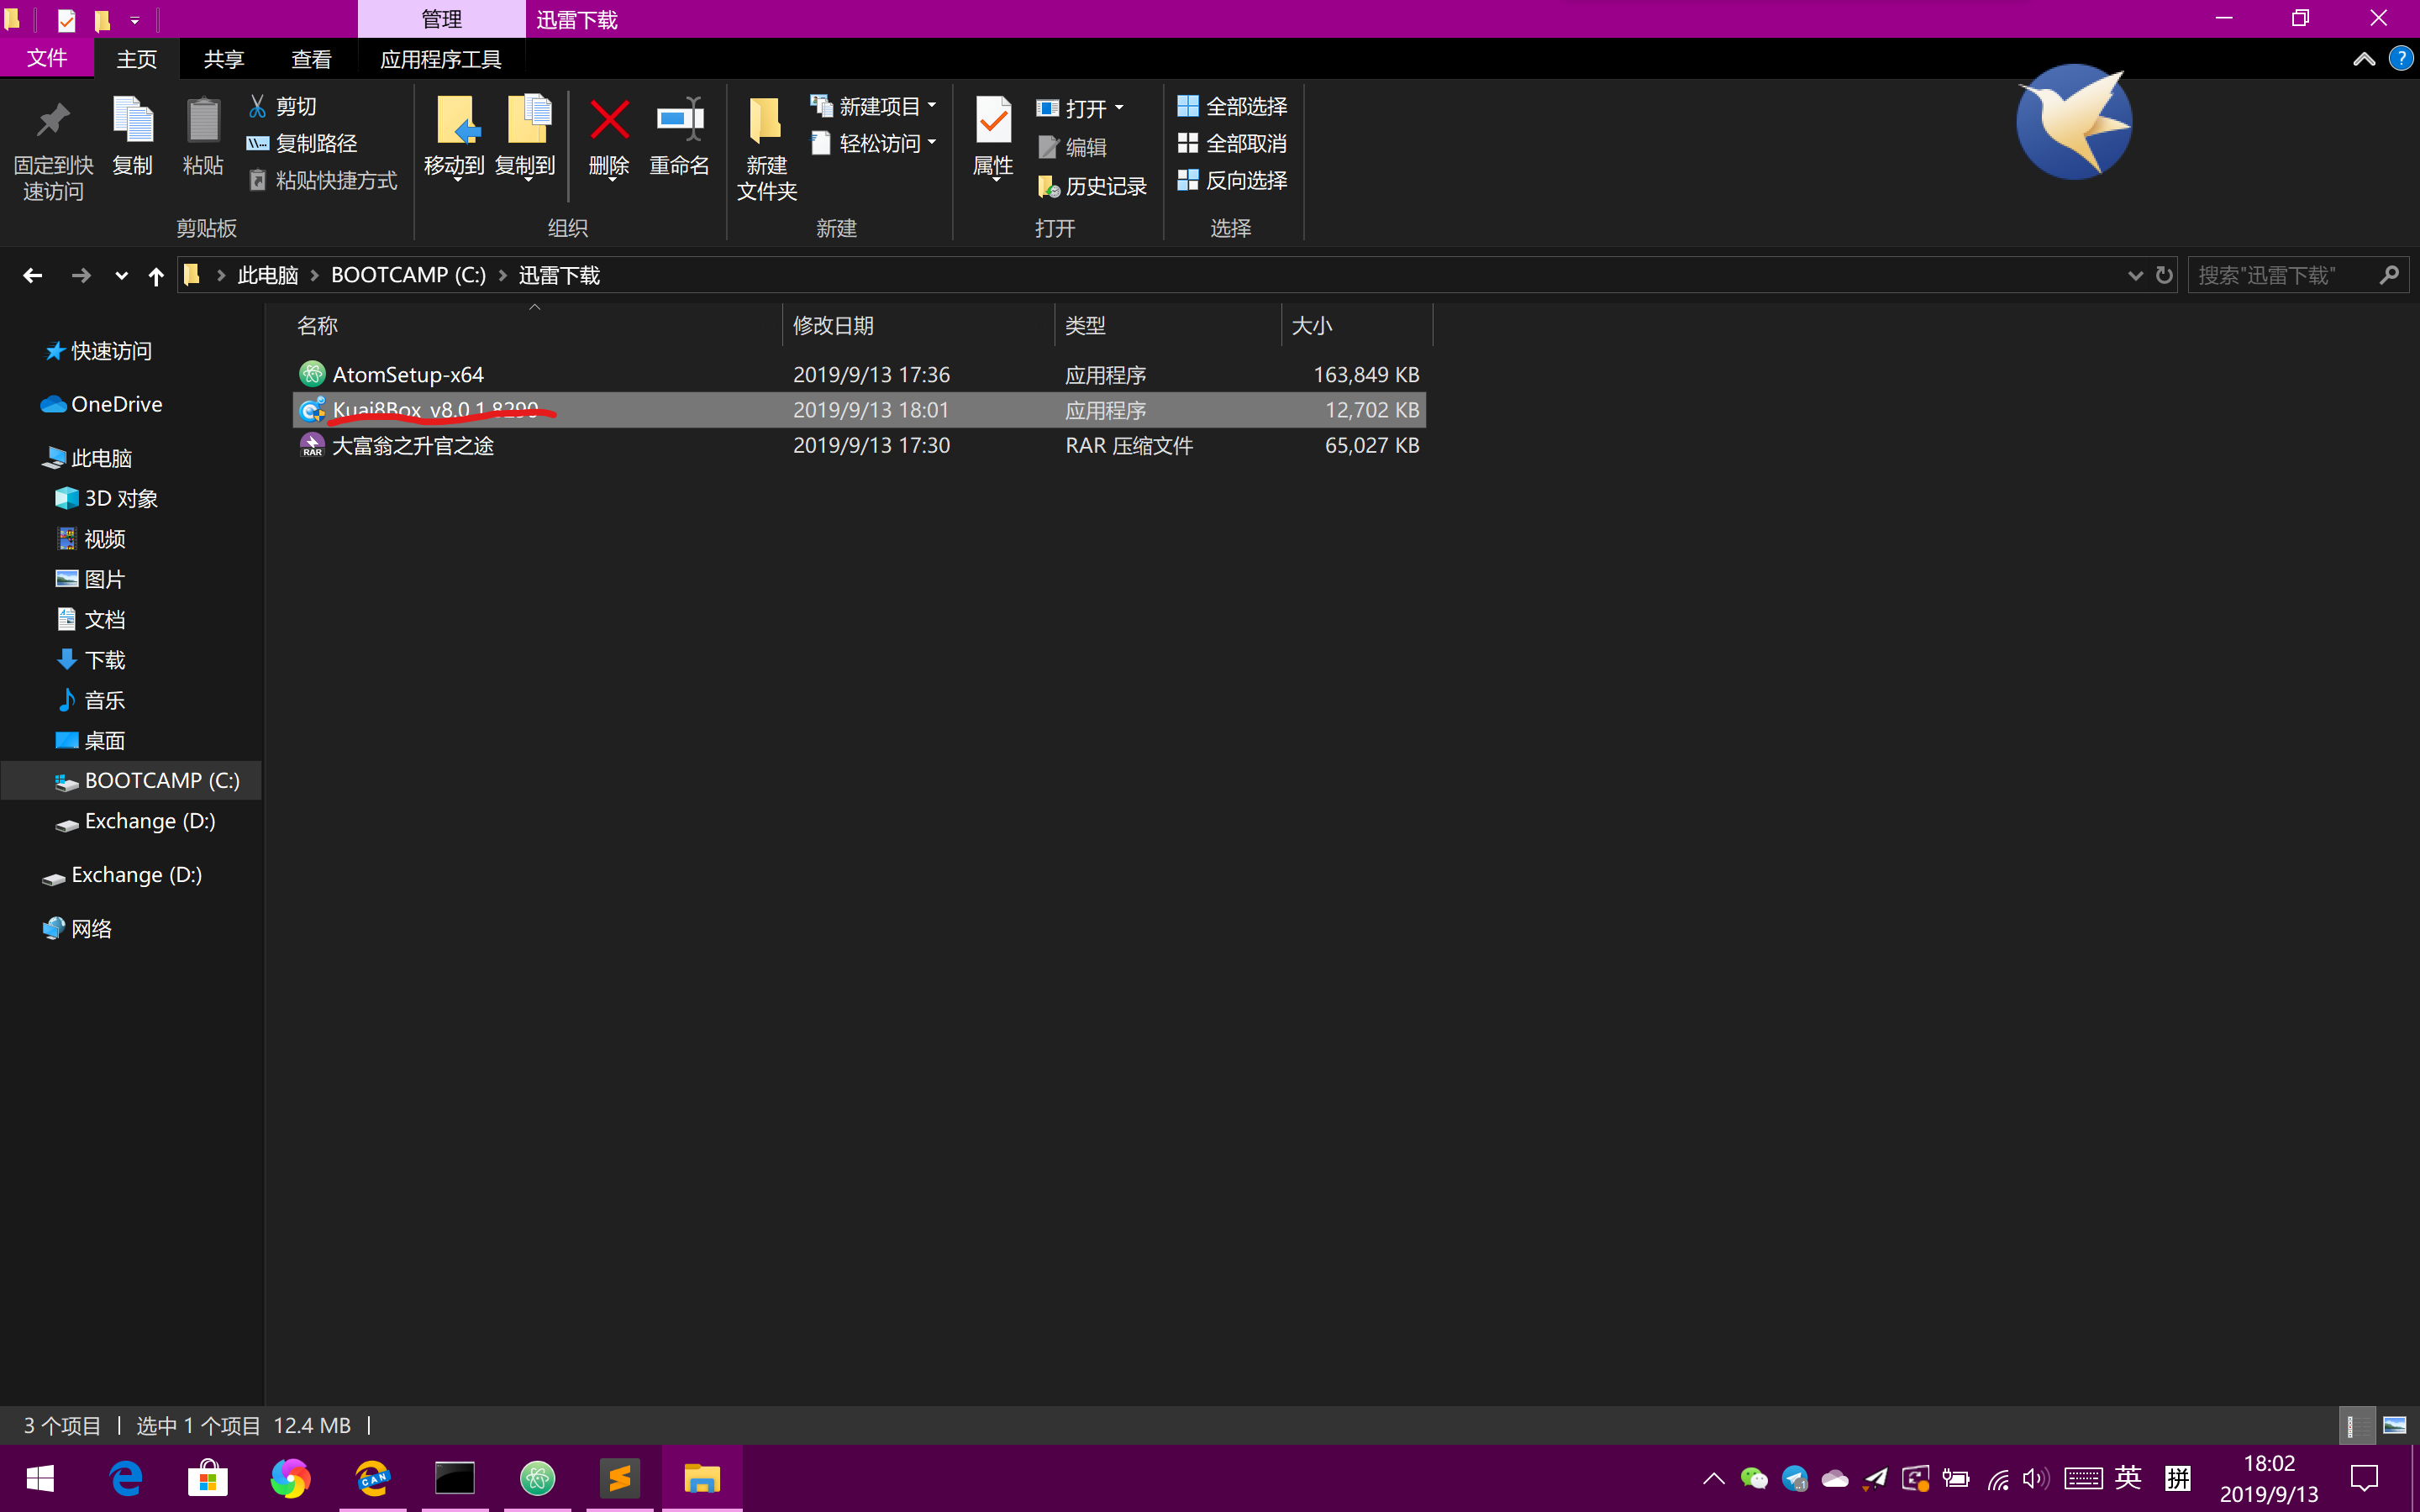 管理
迅雷下载
文件
主页
共享
查看
应用程序工具
固定到快
速访问
复制
粘贴
剪切
复制路径
粘贴快捷方式
剪贴板
移动到
复制到
删除
重命名
组织
新建
文件夹
新建项目
轻松访问
新建
属性
打开
编辑
历史记录
打开
全部选择
全部取消
反向选择
选择
此电脑
BOOTCAMP (C:)
迅雷下载
搜索"迅雷下载"
名称
修改日期
类型
大小
AtomSetup-x64 2019/9/13 17:36 应用程序 163,849 KB
Kuai8Box_v8.0.1.8290 2019/9/13 18:01 应用程序 12,702 KB
大富翁之升官之途 2019/9/13 17:30 RAR 压缩文件 65,027 KB
RAR
快速访问
OneDrive
此电脑
3D 对象
视频
图片
文档
下载
音乐
桌面
BOOTCAMP (C:)
Exchange (D:)
Exchange (D:)
网络
3 个项目
选中 1 个项目 12.4 MB
CAN
英
拼
18:02
2019/9/13